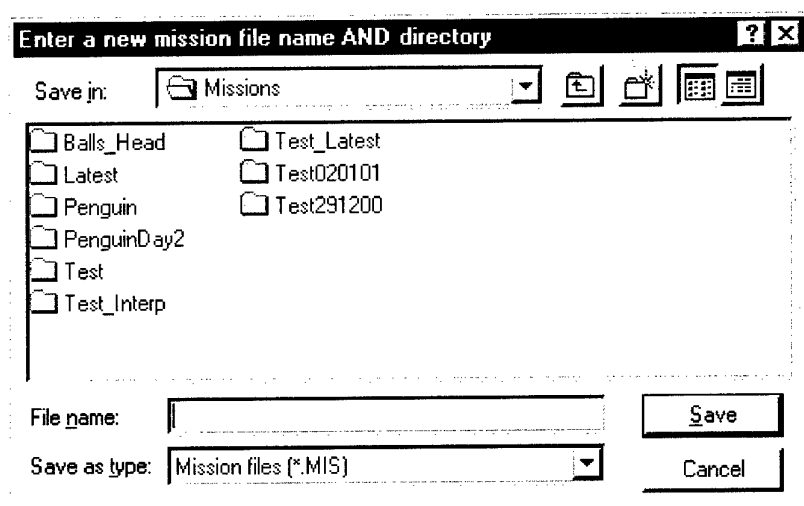 Enter a new mission file name AND directory
Save in: Missions
Balls_Head Test_Latest
Latest Test020101
Penguin Test291200
PenguinDay2
Test
Test_Interp
File name: Save
Save as type: Mission files (*.MIS) Cancel